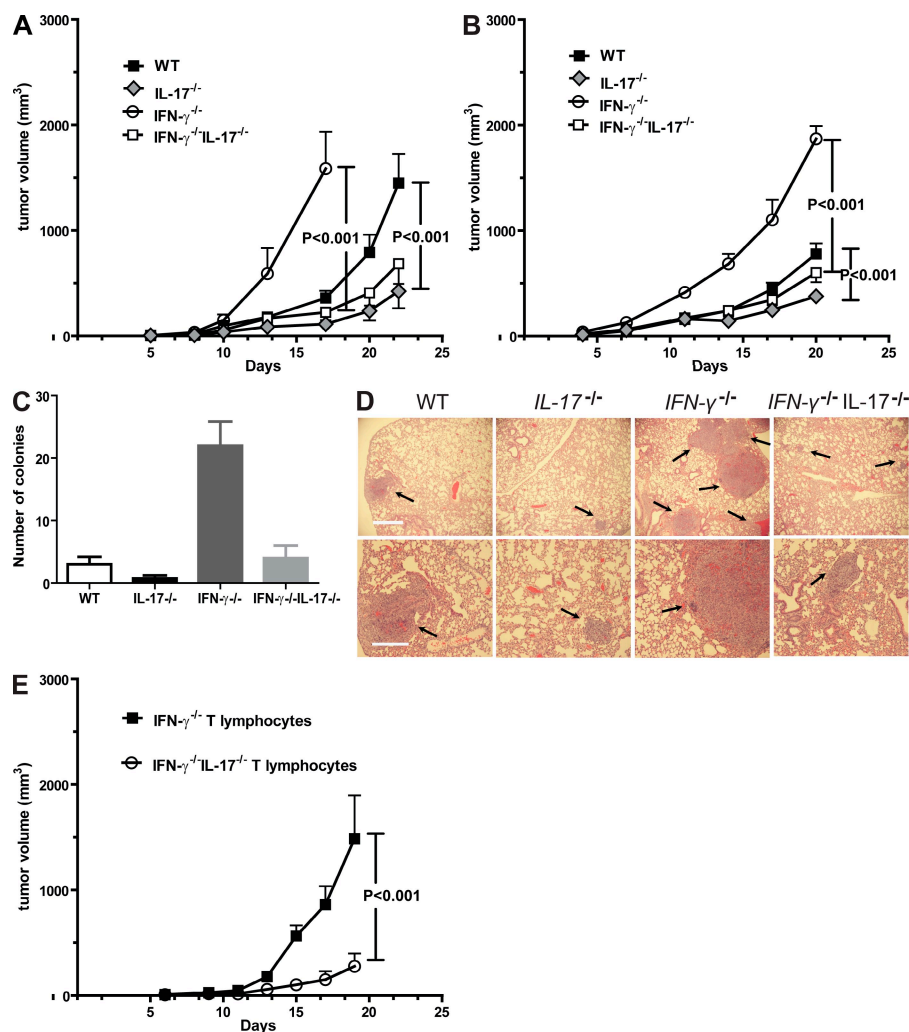 A
3000
2000
1000
0
5
10
15
20
25
tumor volume (mm³)
Days
WT
IL-17⁻/⁻
IFN-γ⁻/⁻
IFN-γ⁻/⁻IL-17⁻/⁻
P<0.001
P<0.001
B
3000
2000
1000
0
5
10
15
20
25
tumor volume (mm³)
Days
WT
IL-17⁻/⁻
IFN-γ⁻/⁻
IFN-γ⁻/⁻IL-17⁻/⁻
P<0.001
P<0.001
C
30
20
10
0
Number of colonies
WT
IL-17-/-
IFN-γ-/-
IFN-γ-/-IL-17-/-
D
WT
IL-17⁻/⁻
IFN-γ⁻/⁻
IFN-γ⁻/⁻ IL-17⁻/⁻
E
3000
2000
1000
0
5
10
15
20
25
tumor volume (mm³)
Days
IFN-γ⁻/⁻ T lymphocytes
IFN-γ⁻/⁻IL-17⁻/⁻ T lymphocytes
P<0.001